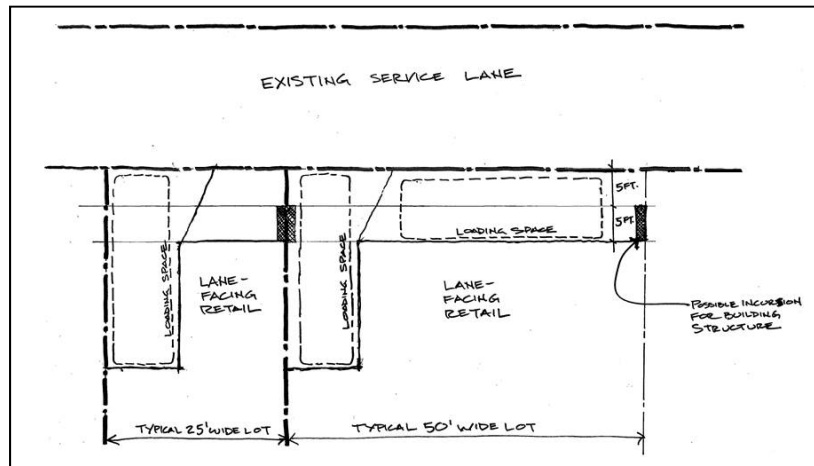 EXISTING SERVICE LANE
5FT.
5FT.
LOADING SPACE
LANE-
FACING
RETAIL
LOADING SPACE
LOADING SPACE
LANE-
FACING
RETAIL
POSSIBLE INCURSION
FOR BUILDING
STRUCTURE
TYPICAL 25' WIDE LOT
TYPICAL 50' WIDE LOT